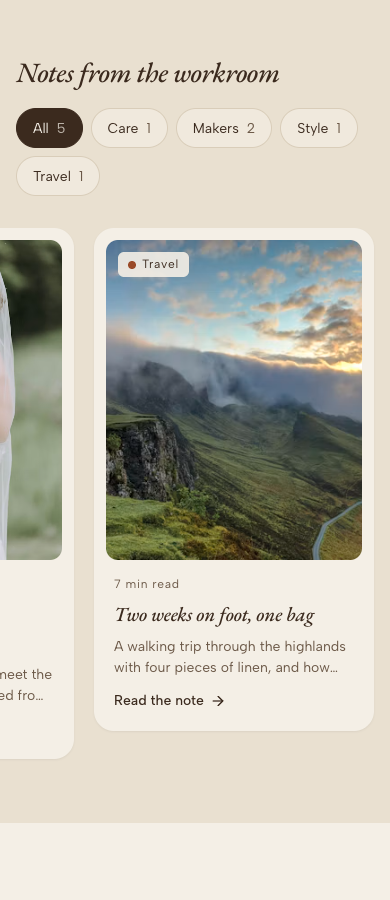 Notes from the workroom
All 5
Care 1
Makers 2
Style 1
Travel 1
meet the
ed fro…
Travel
7 min read
Two weeks on foot, one bag
A walking trip through the highlands
with four pieces of linen, and how…
Read the note →